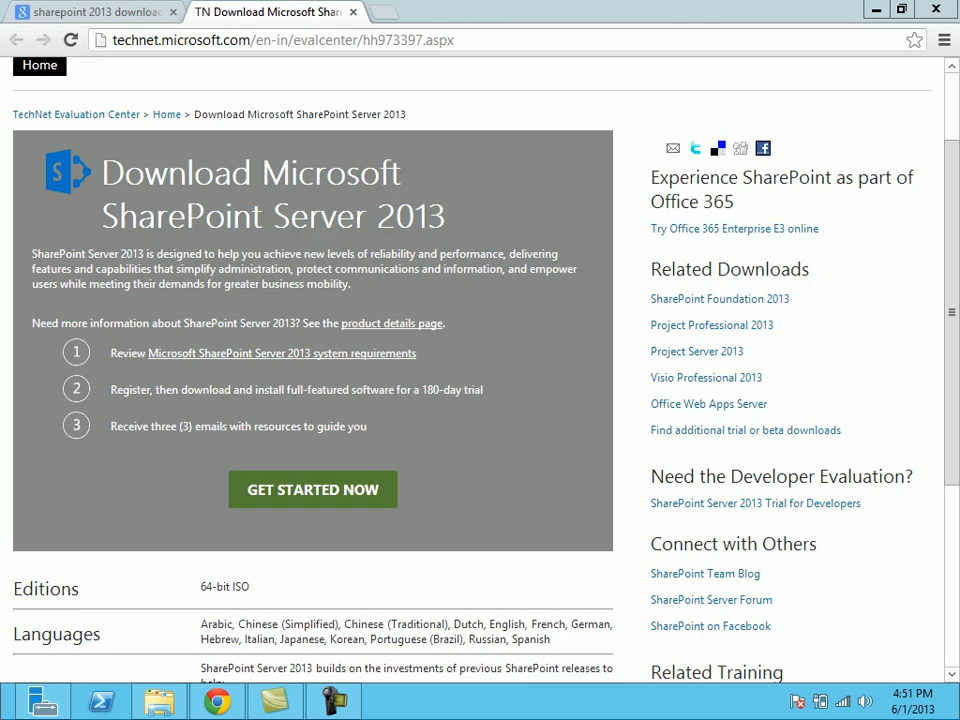 sharepoint 2013 downloac
TN Download Microsoft Shar
technet.microsoft.com/en-in/evalcenter/hh973397.aspx
Home
TechNet Evaluation Center > Home > Download Microsoft SharePoint Server 2013
Download Microsoft
SharePoint Server 2013
SharePoint Server 2013 is designed to help you achieve new levels of reliability and performance, delivering
features and capabilities that simplify administration, protect communications and information, and empower
users while meeting their demands for greater business mobility.
Need more information about SharePoint Server 2013? See the product details page.
1 Review Microsoft SharePoint Server 2013 system requirements
2 Register, then download and install full-featured software for a 180-day trial
3 Receive three (3) emails with resources to guide you
GET STARTED NOW
Editions 64-bit ISO
Languages Arabic, Chinese (Simplified), Chinese (Traditional), Dutch, English, French, German,
Hebrew, Italian, Japanese, Korean, Portuguese (Brazil), Russian, Spanish
SharePoint Server 2013 builds on the investments of previous SharePoint releases to
Experience SharePoint as part of
Office 365
Try Office 365 Enterprise E3 online
Related Downloads
SharePoint Foundation 2013
Project Professional 2013
Project Server 2013
Visio Professional 2013
Office Web Apps Server
Find additional trial or beta downloads
Need the Developer Evaluation?
SharePoint Server 2013 Trial for Developers
Connect with Others
SharePoint Team Blog
SharePoint Server Forum
SharePoint on Facebook
Related Training
4:51 PM
6/1/2013